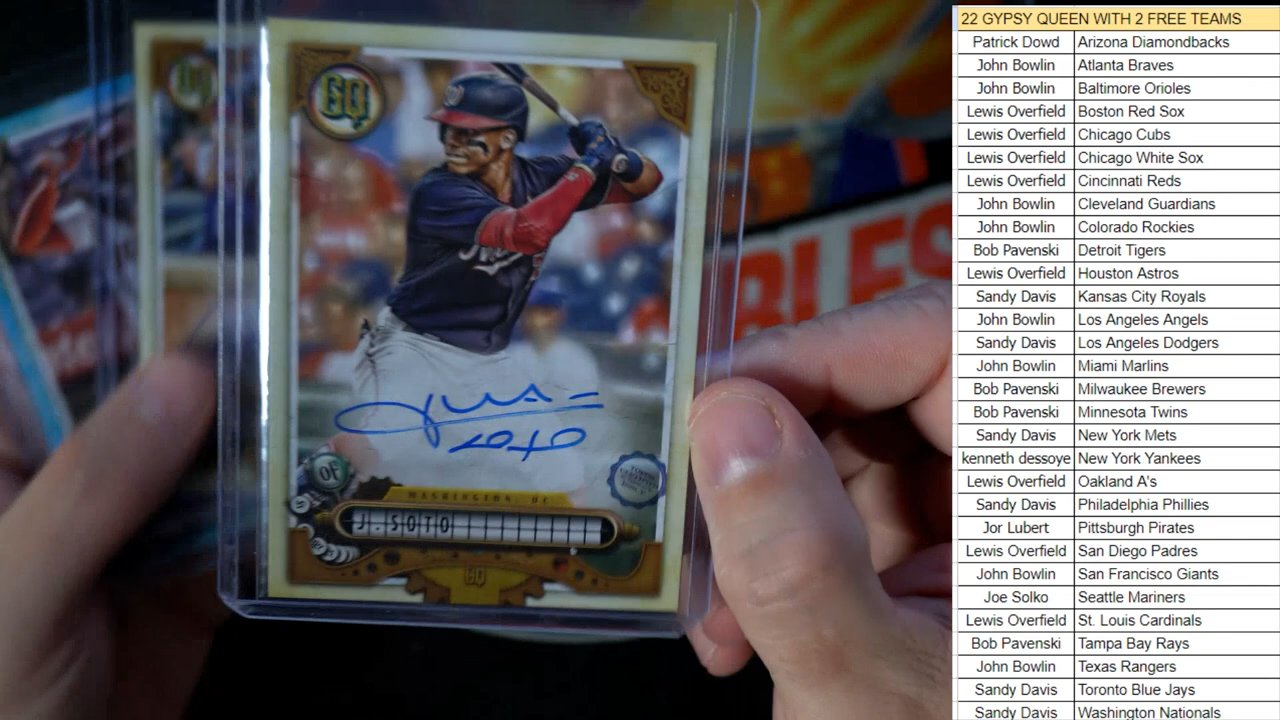 GQ
WASHINGTON, DC
J. SOTO
OF
GQ
BLES
22 GYPSY QUEEN WITH 2 FREE TEAMS
Patrick Dowd Arizona Diamondbacks
John Bowlin Atlanta Braves
John Bowlin Baltimore Orioles
Lewis Overfield Boston Red Sox
Lewis Overfield Chicago Cubs
Lewis Overfield Chicago White Sox
Lewis Overfield Cincinnati Reds
John Bowlin Cleveland Guardians
John Bowlin Colorado Rockies
Bob Pavenski Detroit Tigers
Lewis Overfield Houston Astros
Sandy Davis Kansas City Royals
John Bowlin Los Angeles Angels
Sandy Davis Los Angeles Dodgers
John Bowlin Miami Marlins
Bob Pavenski Milwaukee Brewers
Bob Pavenski Minnesota Twins
Sandy Davis New York Mets
kenneth dessoye New York Yankees
Lewis Overfield Oakland A's
Sandy Davis Philadelphia Phillies
Jor Lubert Pittsburgh Pirates
Lewis Overfield San Diego Padres
John Bowlin San Francisco Giants
Joe Solko Seattle Mariners
Lewis Overfield St. Louis Cardinals
Bob Pavenski Tampa Bay Rays
John Bowlin Texas Rangers
Sandy Davis Toronto Blue Jays
Sandy Davis Washington Nationals